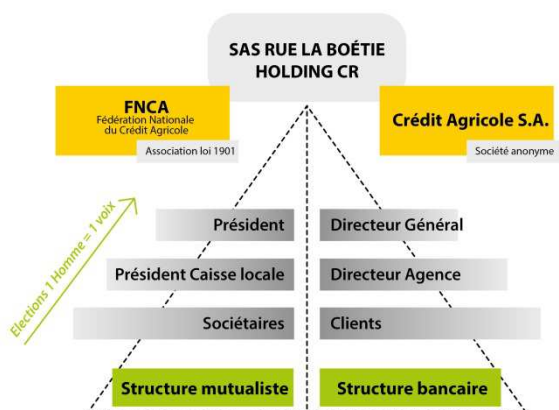 SAS RUE LA BOÉTIE
HOLDING CR
FNCA
Fédération Nationale
du Crédit Agricole
Association loi 1901
Crédit Agricole S.A.
Société anonyme
Elections 1 Homme = 1 voix
Président
Directeur Général
Président Caisse locale
Directeur Agence
Sociétaires
Clients
Structure mutualiste
Structure bancaire